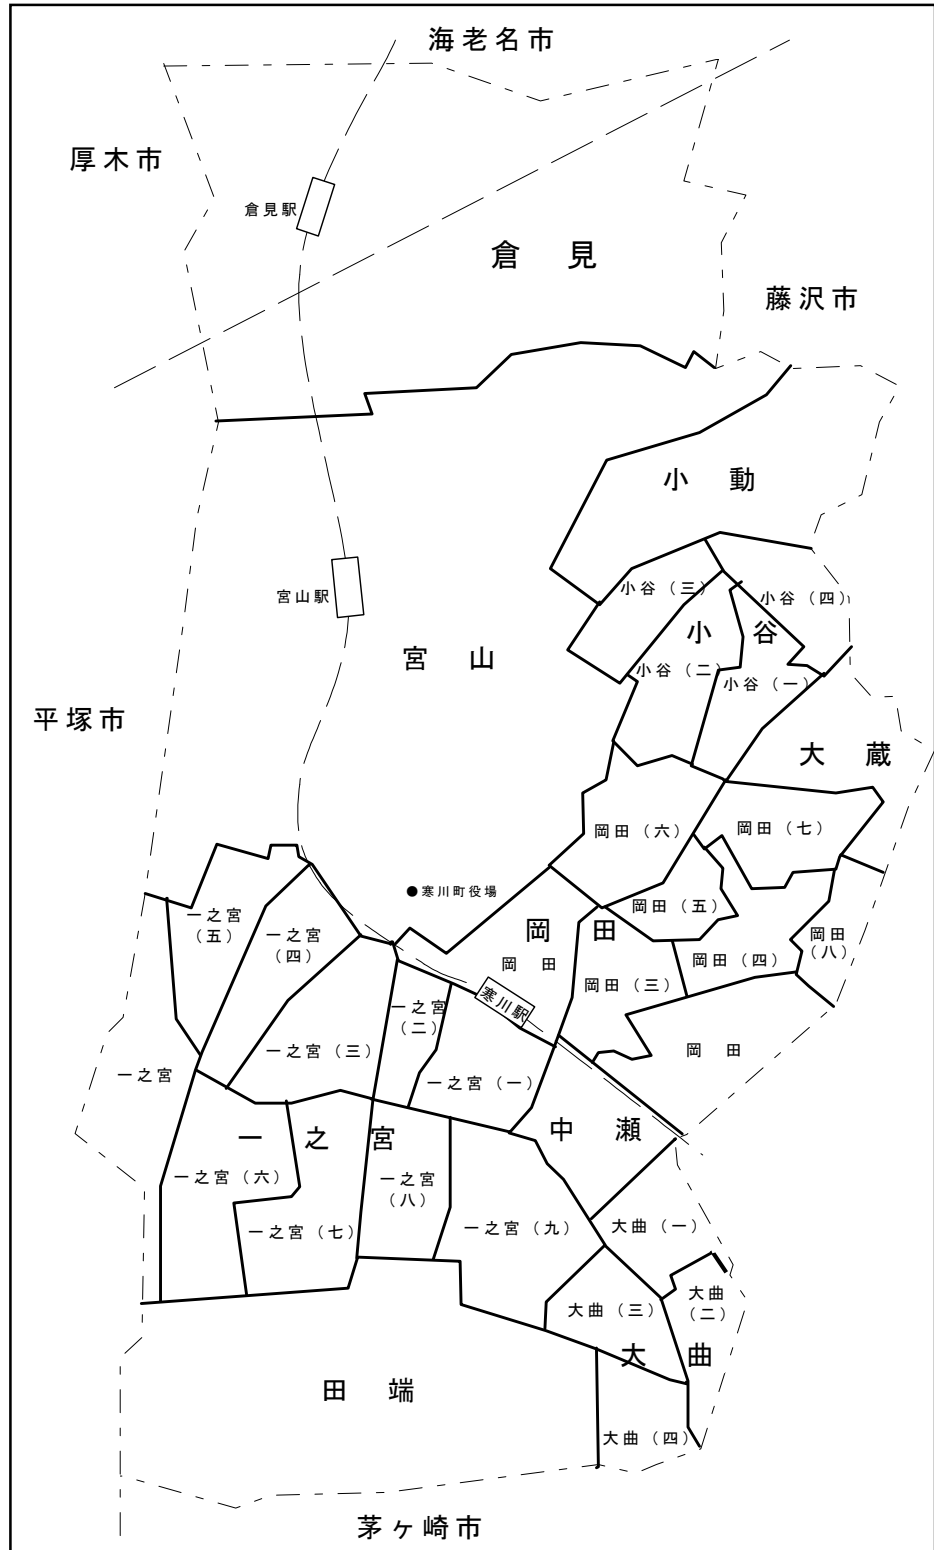 海老名市
厚木市
倉見駅
倉見
藤沢市
小動
小谷（三）
小谷（四）
宮山駅
小谷
宮山
小谷（二）
小谷（一）
平塚市
大蔵
岡田（六）
岡田（七）
●寒川町役場
岡田（五）
一之宮
（五）
一之宮
（四）
岡田
岡田
（八）
岡田
岡田（四）
岡田（三）
寒川駅
一之宮
（二）
一之宮（三）
岡田
一之宮
一之宮（一）
一之宮
中瀬
一之宮（六）
一之宮
（八）
一之宮（七）
一之宮（九）
大曲（一）
大曲
（二）
大曲（三）
大曲
田端
大曲（四）
茅ヶ崎市